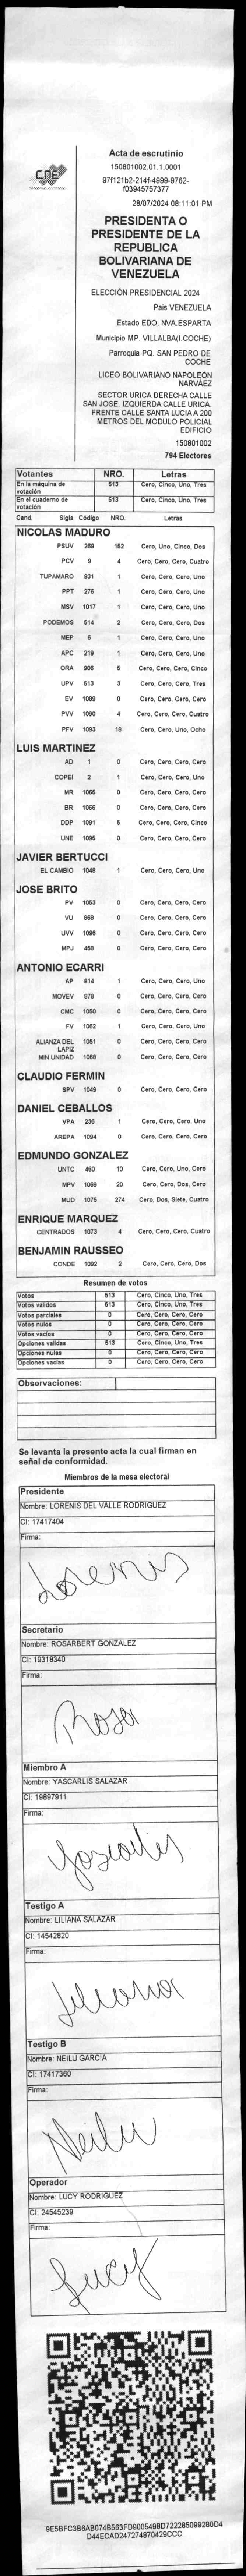 CNE
Acta de escrutinio
150801002.01.1.0001
97f121b2-214f-4999-9762-
f03945757377
28/07/2024 08:11:01 PM
PRESIDENTA O
PRESIDENTE DE LA
REPUBLICA
BOLIVARIANA DE
VENEZUELA
ELECCIÓN PRESIDENCIAL 2024
Pais VENEZUELA
Estado EDO. NVA.ESPARTA
Municipio MP. VILLALBA(I.COCHE)
Parroquia PQ. SAN PEDRO DE
COCHE
LICEO BOLIVARIANO NAPOLEÓN
NARVÁEZ
SECTOR URICA DERECHA CALLE
SAN JOSE. IZQUIERDA CALLE URICA.
FRENTE CALLE SANTA LUCIA A 200
METROS DEL MODULO POLICIAL
EDIFICIO
150801002
794 Electores
Votantes NRO. Letras
En la máquina de votación 513 Cero, Cinco, Uno, Tres
En el cuaderno de votación 513 Cero, Cinco, Uno, Tres
Cand. Sigla Código NRO. Letras
NICOLAS MADURO
PSUV 269 152 Cero, Uno, Cinco, Dos
PCV 9 4 Cero, Cero, Cero, Cuatro
TUPAMARO 931 1 Cero, Cero, Cero, Uno
PPT 276 1 Cero, Cero, Cero, Uno
MSV 1017 1 Cero, Cero, Cero, Uno
PODEMOS 514 2 Cero, Cero, Cero, Dos
MEP 6 1 Cero, Cero, Cero, Uno
APC 219 1 Cero, Cero, Cero, Uno
ORA 906 5 Cero, Cero, Cero, Cinco
UPV 513 3 Cero, Cero, Cero, Tres
EV 1089 0 Cero, Cero, Cero, Cero
PVV 1090 4 Cero, Cero, Cero, Cuatro
PFV 1093 18 Cero, Cero, Uno, Ocho
LUIS MARTINEZ
AD 1 0 Cero, Cero, Cero, Cero
COPEI 2 1 Cero, Cero, Cero, Uno
MR 1065 0 Cero, Cero, Cero, Cero
BR 1066 0 Cero, Cero, Cero, Cero
DDP 1091 5 Cero, Cero, Cero, Cinco
UNE 1095 0 Cero, Cero, Cero, Cero
JAVIER BERTUCCI
EL CAMBIO 1048 1 Cero, Cero, Cero, Uno
JOSE BRITO
PV 1053 0 Cero, Cero, Cero, Cero
VU 868 0 Cero, Cero, Cero, Cero
UVV 1096 0 Cero, Cero, Cero, Cero
MPJ 458 0 Cero, Cero, Cero, Cero
ANTONIO ECARRI
AP 814 1 Cero, Cero, Cero, Uno
MOVEV 878 0 Cero, Cero, Cero, Cero
CMC 1050 0 Cero, Cero, Cero, Cero
FV 1062 1 Cero, Cero, Cero, Uno
ALIANZA DEL LAPIZ 1051 0 Cero, Cero, Cero, Cero
MIN UNIDAD 1068 0 Cero, Cero, Cero, Cero
CLAUDIO FERMIN
SPV 1049 0 Cero, Cero, Cero, Cero
DANIEL CEBALLOS
VPA 236 1 Cero, Cero, Cero, Uno
AREPA 1094 0 Cero, Cero, Cero, Cero
EDMUNDO GONZALEZ
UNTC 460 10 Cero, Cero, Uno, Cero
MPV 1069 20 Cero, Cero, Dos, Cero
MUD 1075 274 Cero, Dos, Siete, Cuatro
ENRIQUE MARQUEZ
CENTRADOS 1073 4 Cero, Cero, Cero, Cuatro
BENJAMIN RAUSSEO
CONDE 1092 2 Cero, Cero, Cero, Dos
Resumen de votos
Votos 513 Cero, Cinco, Uno, Tres
Votos validos 513 Cero, Cinco, Uno, Tres
Votos parciales 0 Cero, Cero, Cero, Cero
Votos nulos 0 Cero, Cero, Cero, Cero
Votos vacios 0 Cero, Cero, Cero, Cero
Opciones validas 513 Cero, Cinco, Uno, Tres
Opciones nulas 0 Cero, Cero, Cero, Cero
Opciones vacias 0 Cero, Cero, Cero, Cero
Observaciones:
Se levanta la presente acta la cual firman en
señal de conformidad.
Miembros de la mesa electoral
Presidente
Nombre: LORENIS DEL VALLE RODRIGUEZ
CI: 17417404
Firma:
Lorenis
Secretario
Nombre: ROSARBERT GONZALEZ
CI: 19318340
Firma:
Rosa
Miembro A
Nombre: YASCARLIS SALAZAR
CI: 19897911
Firma:
Yascarlis
Testigo A
Nombre: LILIANA SALAZAR
CI: 14542820
Firma:
Liliana
Testigo B
Nombre: NEILU GARCIA
CI: 17417360
Firma:
Neilu
Operador
Nombre: LUCY RODRIGUEZ
CI: 24545239
Firma:
Lucy
9E5BFC3B6AB074B563FD9005498D722285099280D4
D44ECAD247274870429CCC